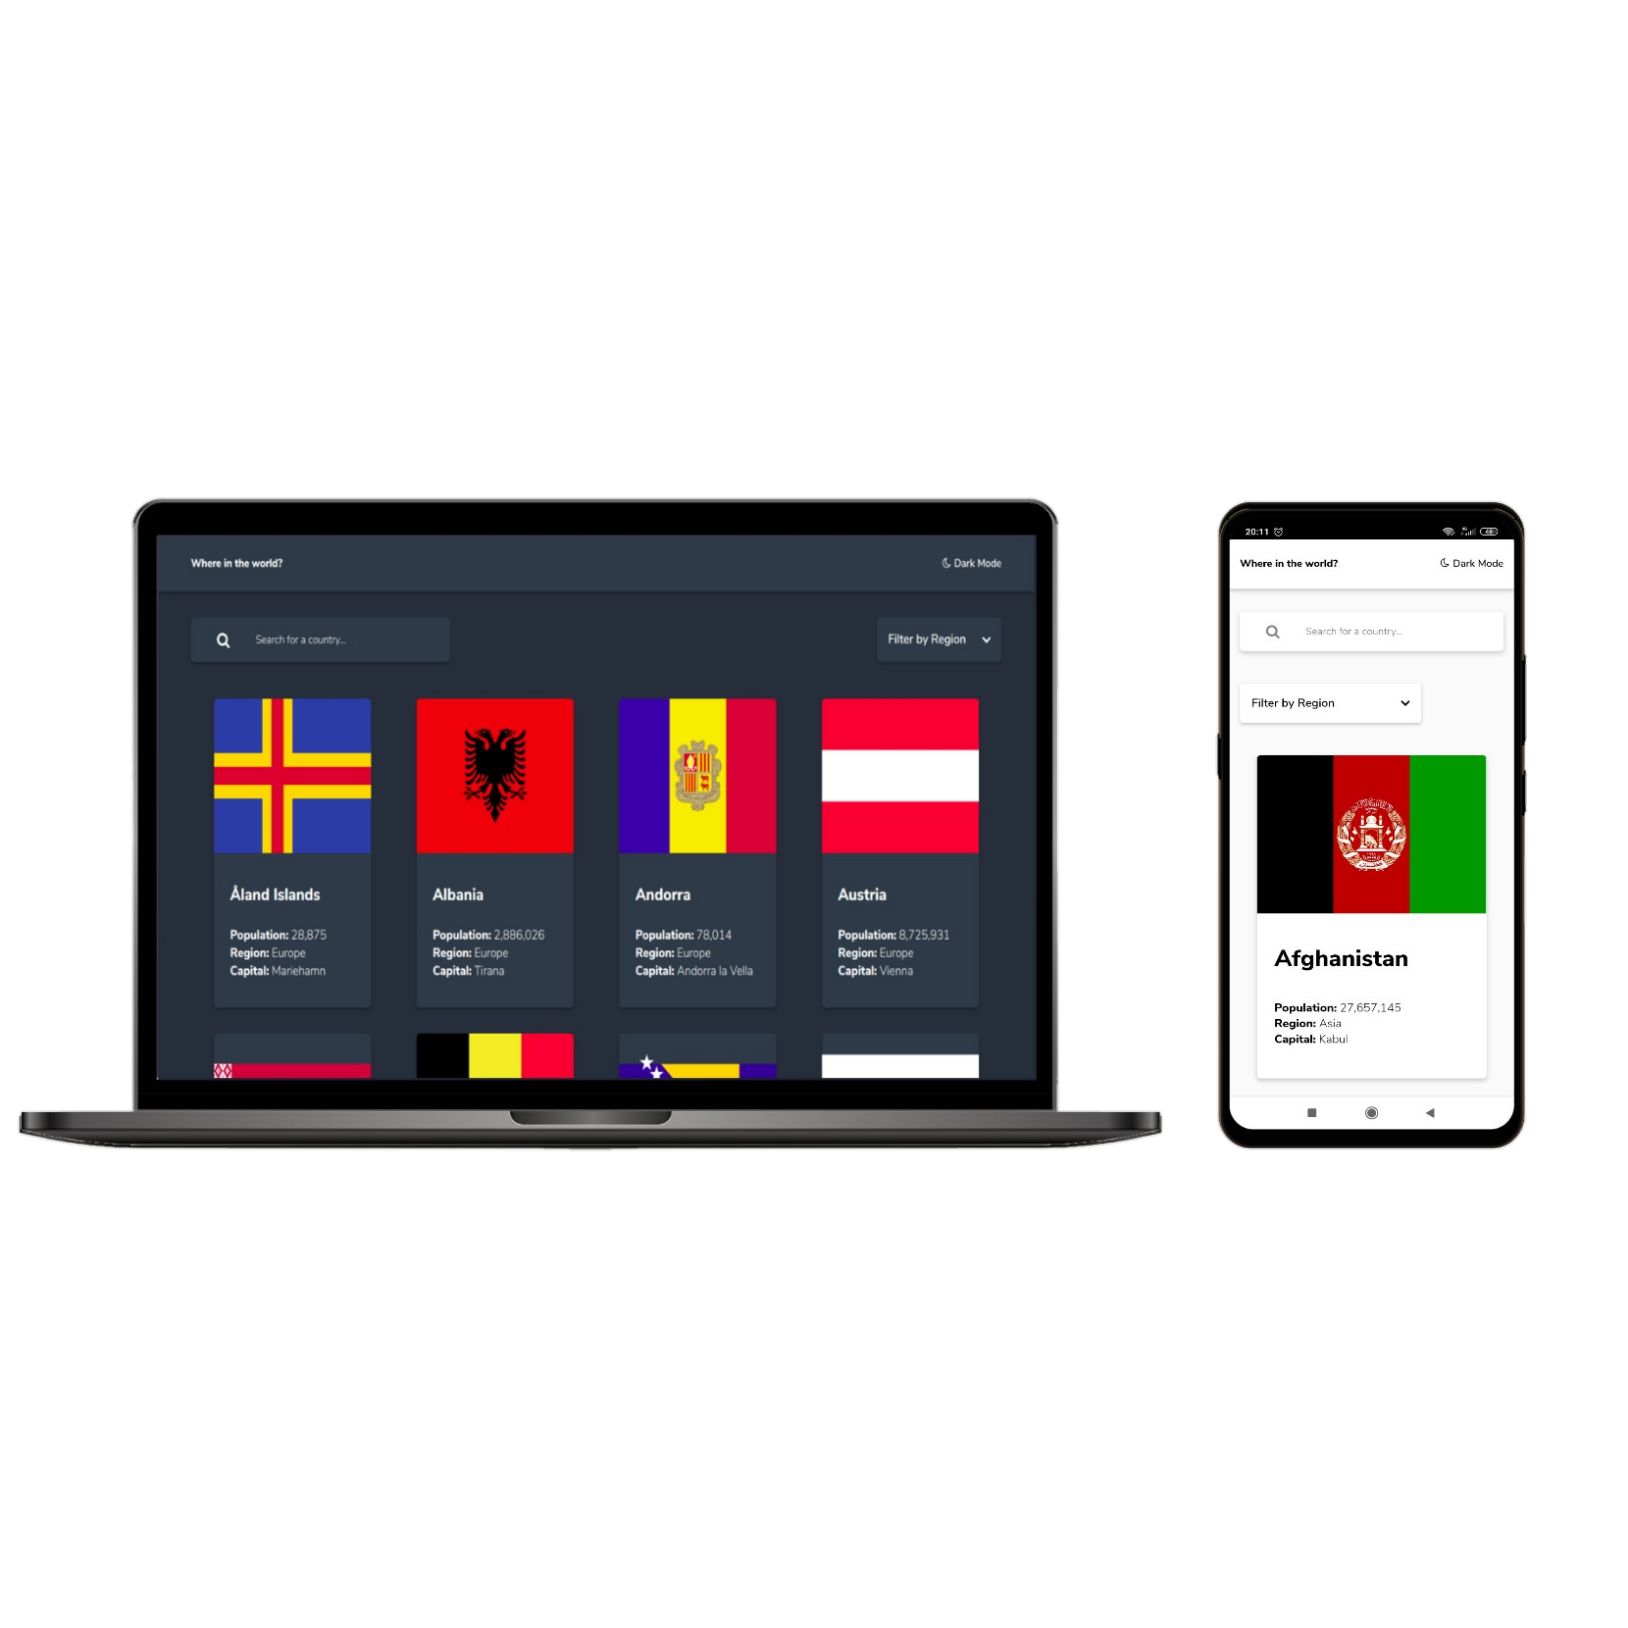 Where in the world?
Dark Mode
Search for a country...
Filter by Region
Åland Islands
Population: 28,875
Region: Europe
Capital: Mariehamn
Albania
Population: 2,886,026
Region: Europe
Capital: Tirana
Andorra
Population: 78,014
Region: Europe
Capital: Andorra la Vella
Austria
Population: 8,725,931
Region: Europe
Capital: Vienna
20:11
Where in the world?
Dark Mode
Search for a country...
Filter by Region
Afghanistan
Population: 27,657,145
Region: Asia
Capital: Kabul